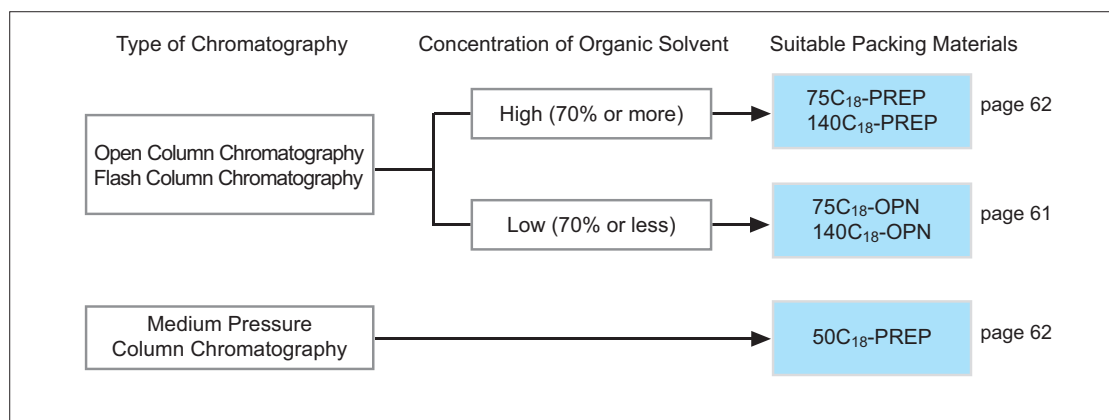 Type of Chromatography
Concentration of Organic Solvent
Suitable Packing Materials
Open Column Chromatography
Flash Column Chromatography
High (70% or more)
75C₁₈-PREP
140C₁₈-PREP
page 62
Low (70% or less)
75C₁₈-OPN
140C₁₈-OPN
page 61
Medium Pressure
Column Chromatography
50C₁₈-PREP
page 62